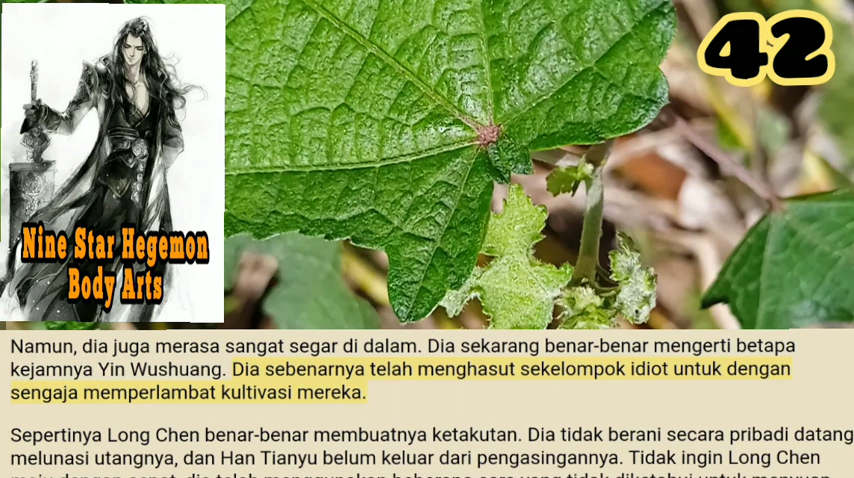 42
Nine Star Hegemon
Body Arts
Namun, dia juga merasa sangat segar di dalam. Dia sekarang benar-benar mengerti betapa
kejamnya Yin Wushuang. Dia sebenarnya telah menghasut sekelompok idiot untuk dengan
sengaja memperlambat kultivasi mereka.
Sepertinya Long Chen benar-benar membuatnya ketakutan. Dia tidak berani secara pribadi datang
melunasi utangnya, dan Han Tianyu belum keluar dari pengasingannya. Tidak ingin Long Chen